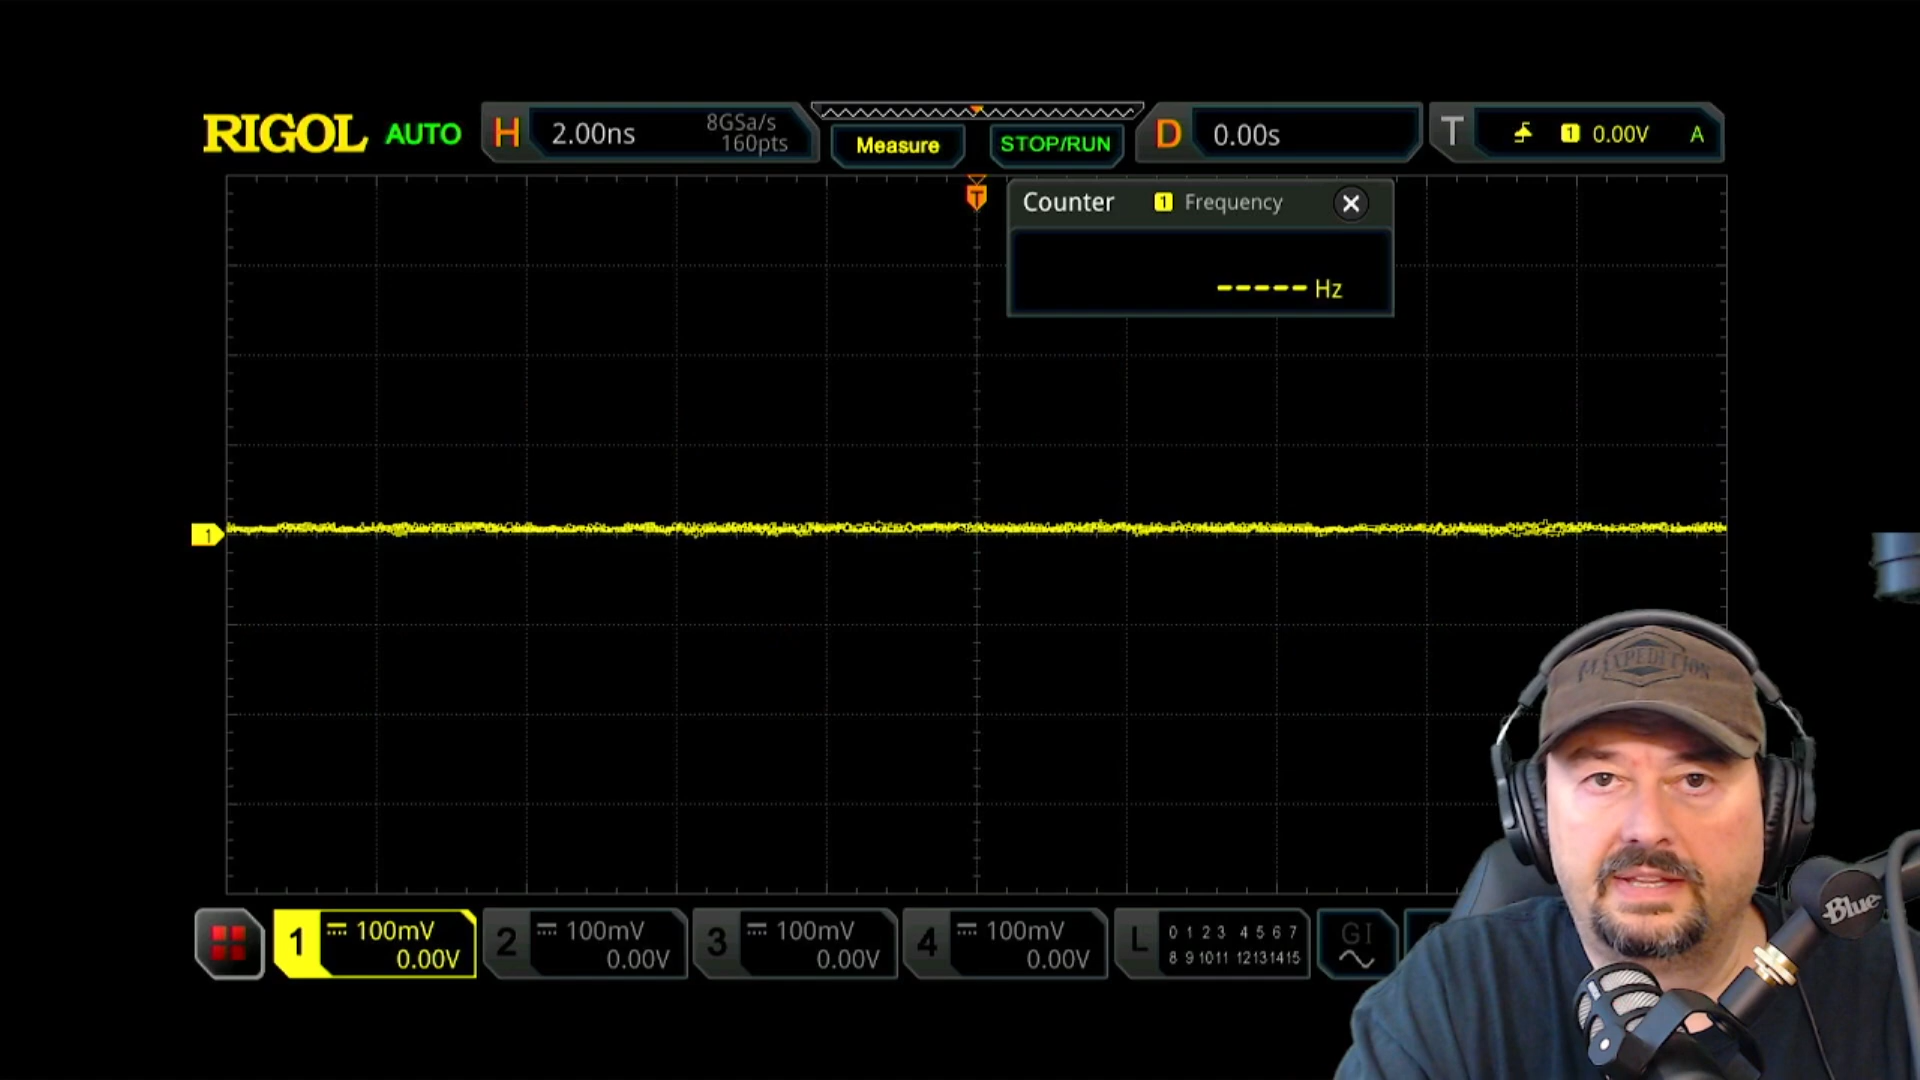 RIGOL AUTO H 2.00ns 8GSa/s 160pts Measure STOP/RUN D 0.00s T 1 0.00V A
T
Counter 1 Frequency
----- Hz
1
MAXPEDITION
1 100mV 0.00V 2 100mV 0.00V 3 100mV 0.00V 4 100mV 0.00V L 0 1 2 3 4 5 6 7 8 9 10 11 12 13 14 15 GI
Blue